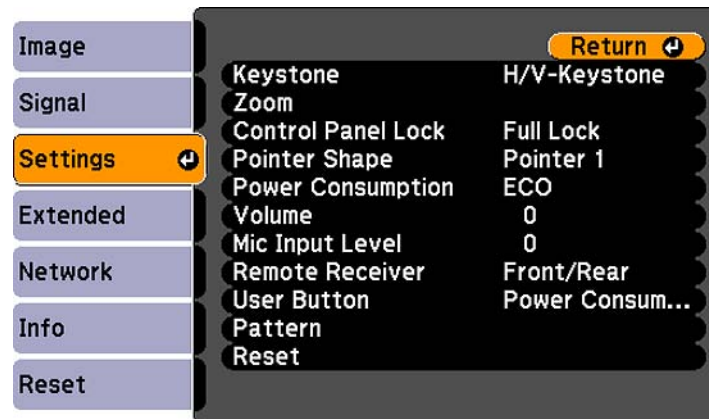 Image
Signal
Settings
Extended
Network
Info
Reset
Return
Keystone H/V-Keystone
Zoom
Control Panel Lock Full Lock
Pointer Shape Pointer 1
Power Consumption ECO
Volume 0
Mic Input Level 0
Remote Receiver Front/Rear
User Button Power Consum...
Pattern
Reset